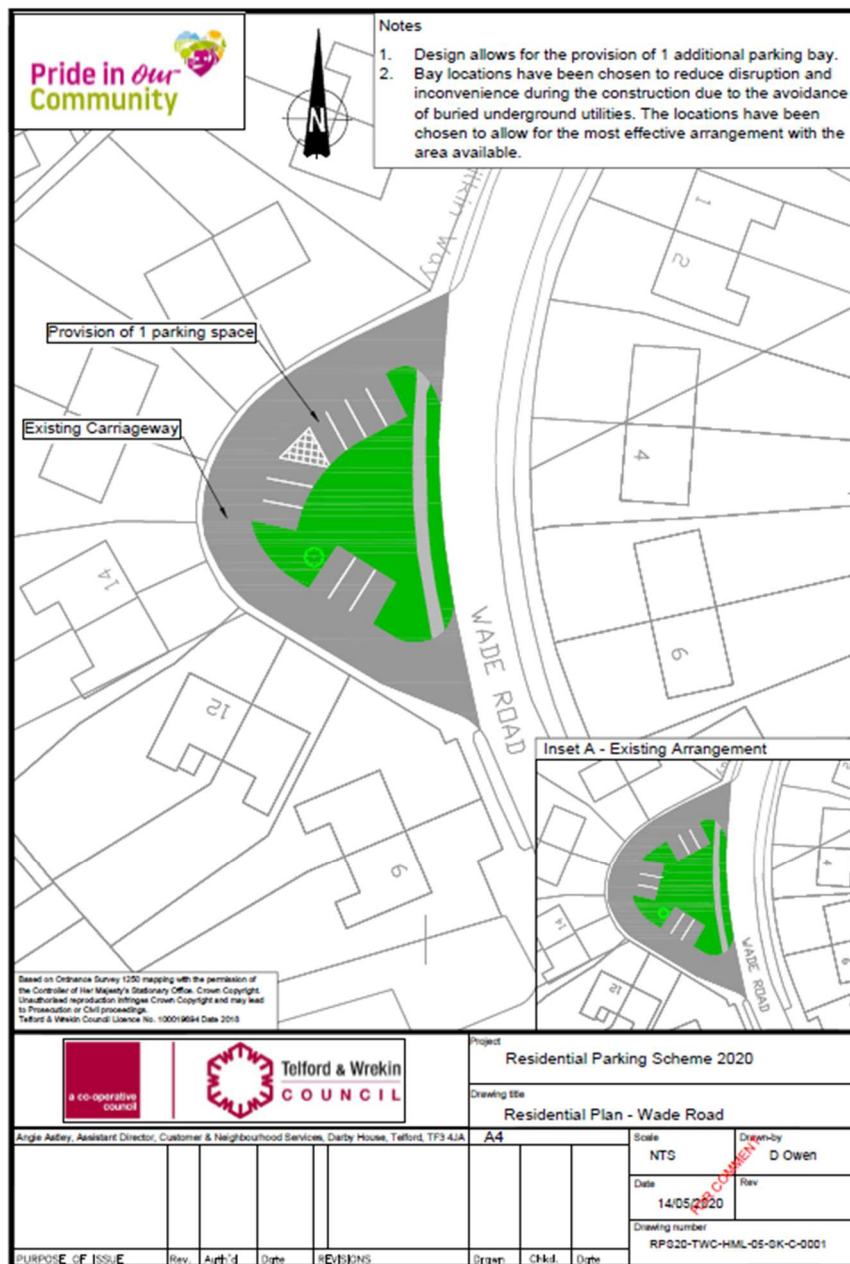 Pride in our
Community
N
Notes
1. Design allows for the provision of 1 additional parking bay.
2. Bay locations have been chosen to reduce disruption and
inconvenience during the construction due to the avoidance
of buried underground utilities. The locations have been
chosen to allow for the most effective arrangement with the
area available.
Way
1
2
Provision of 1 parking space
Existing Carriageway
4
14
6
WADE ROAD
12
9
Inset A - Existing Arrangement
4
14
12
6
WADE ROAD
Based on Ordnance Survey 1250 mapping with the permission of
the Controller of Her Majesty's Stationary Office. Crown Copyright.
Unauthorised reproduction infringes Crown Copyright and may lead
to Prosecution or Civil proceedings.
Telford & Wrekin Council Licence No. Date 2018
a co-operative
council
Telford & Wrekin
COUNCIL
Project
Residential Parking Scheme 2020
Drawing title
Residential Plan - Wade Road
Angie Astley, Assistant Director, Customer & Neighbourhood Services, Darby House, Telford, TF3 4JA
A4
Scale
NTS
Drawn-by
D Owen
Date
14/05/2020
Rev
FOR COMMENT
Drawing number
RPS20-TWC-HML-05-SK-C-0001
PURPOSE OF ISSUE Rev. Auth'd Date REVISIONS Drawn Chkd. Date